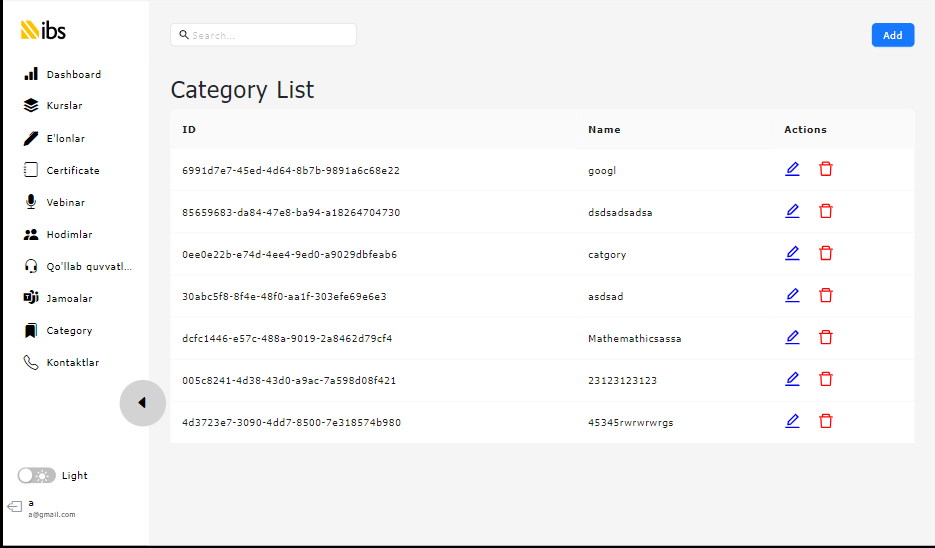 ibs
Dashboard
Kurslar
E'lonlar
Certificate
Vebinar
Hodimlar
Qo'llab quvvatl...
Jamoalar
Category
Kontaktlar
Light
a
a@gmail.com
Search...
Add
Category List
ID Name Actions
6991d7e7-45ed-4d64-8b7b-9891a6c68e22 googl
85659683-da84-47e8-ba94-a18264704730 dsdsadsadsa
0ee0e22b-e74d-4ee4-9ed0-a9029dbfeab6 catgory
30abc5f8-8f4e-48f0-aa1f-303efe69e6e3 asdsad
dcfc1446-e57c-488a-9019-2a8462d79cf4 Mathemathicsassa
005c8241-4d38-43d0-a9ac-7a598d08f421 23123123123
4d3723e7-3090-4dd7-8500-7e318574b980 45345rwrwrwrgs